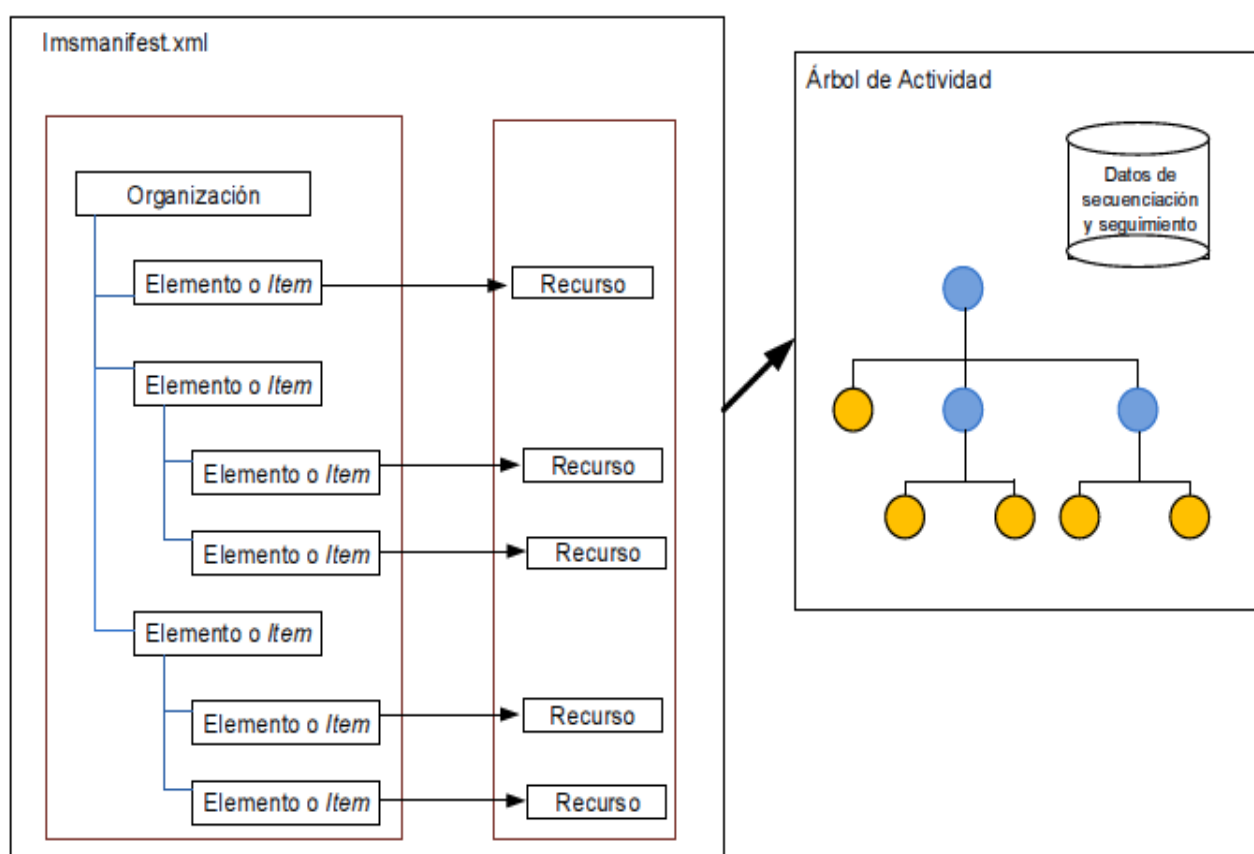 Imsmanifest.xml
Organización
Elemento o Item
Recurso
Elemento o Item
Elemento o Item
Recurso
Elemento o Item
Recurso
Elemento o Item
Elemento o Item
Recurso
Elemento o Item
Recurso
Árbol de Actividad
Datos de
secuenciación
y seguimiento